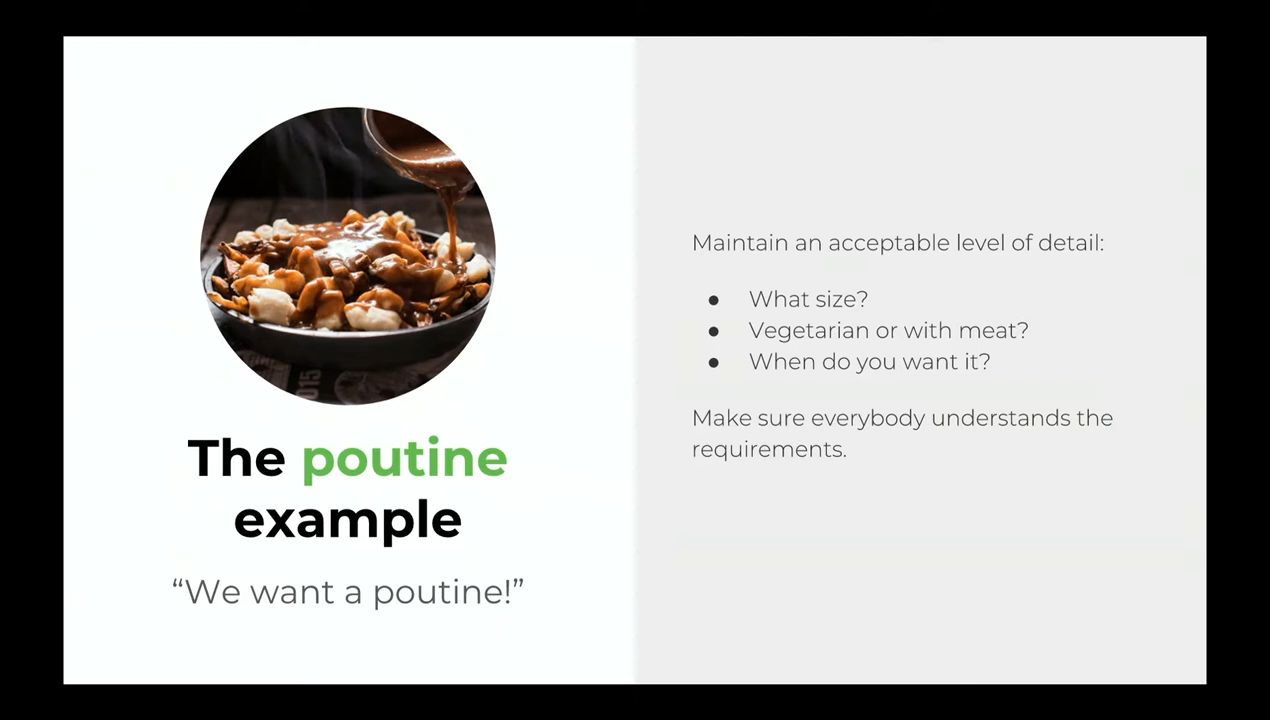 The poutine
example
“We want a poutine!”
Maintain an acceptable level of detail:
● What size?
● Vegetarian or with meat?
● When do you want it?
Make sure everybody understands the
requirements.